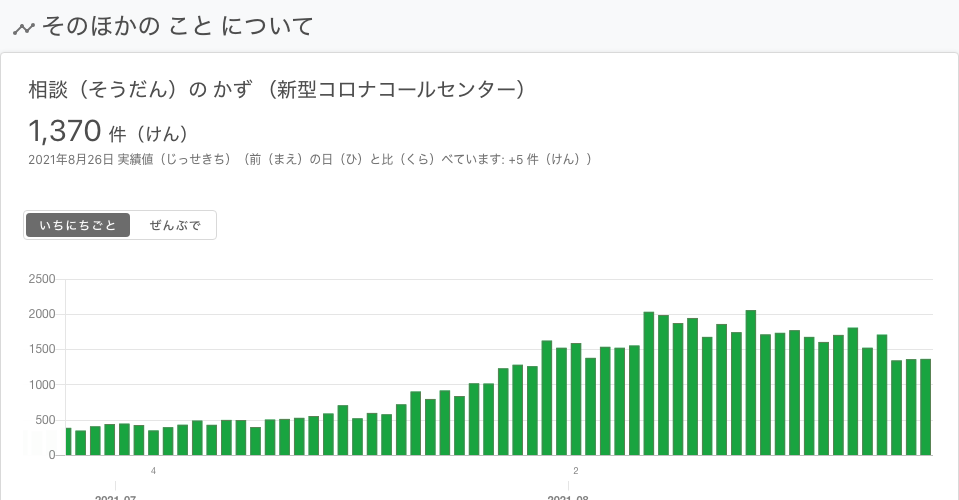 そのほかの こと について
相談（そうだん）の かず （新型コロナコールセンター）
1,370 件（けん）
2021年8月26日 実績値（じっせきち）（前（まえ）の日（ひ）と比（くら）べています: +5 件（けん））
いちにちごと ぜんぶで
2500
2000
1500
1000
500
0
4 2
2021-07 2021-08